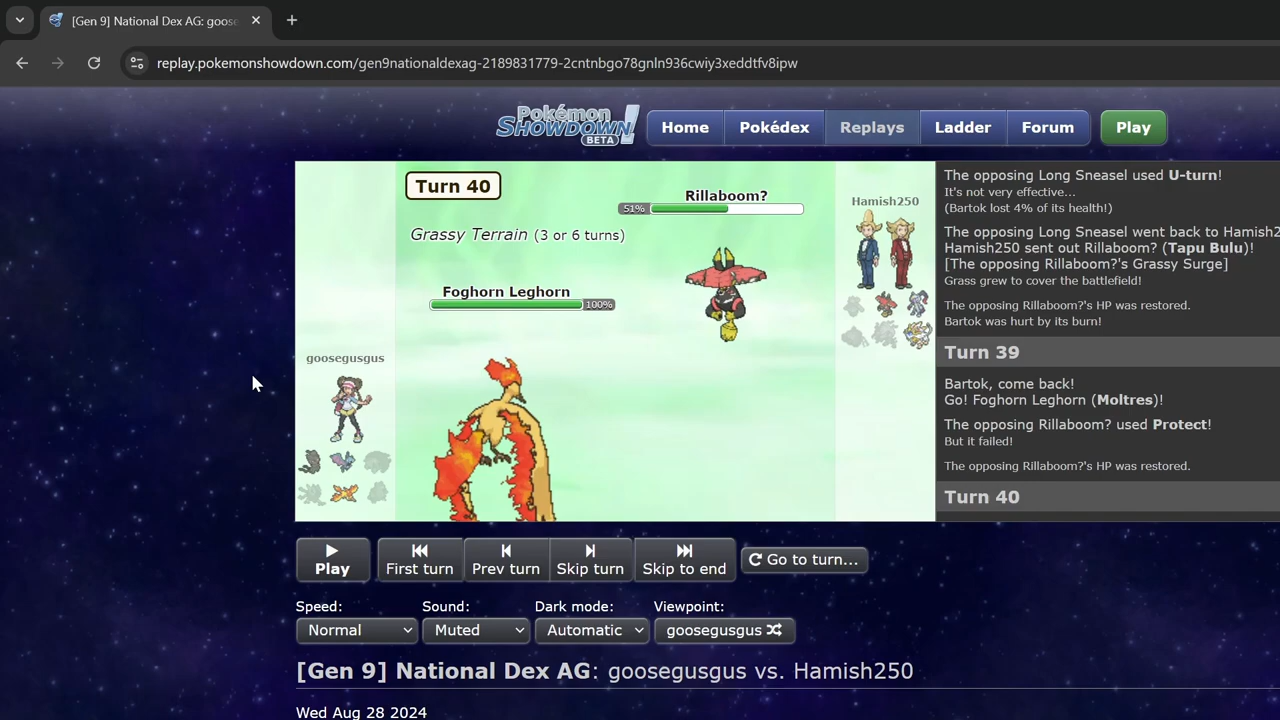 [Gen 9] National Dex AG: goose
replay.pokemonshowdown.com/gen9nationaldexag-2189831779-2cntnbgo78gnln936cwiy3xeddtfv8ipw
Pokémon
SHOWDOWN!
BETA
Home
Pokédex
Replays
Ladder
Forum
Play
Turn 40
Rillaboom?
51%
Grassy Terrain (3 or 6 turns)
Foghorn Leghorn
100%
goosegusgus
Hamish250
The opposing Long Sneasel used U-turn!
It's not very effective...
(Bartok lost 4% of its health!)
The opposing Long Sneasel went back to Hamish2
Hamish250 sent out Rillaboom? (Tapu Bulu)!
[The opposing Rillaboom?'s Grassy Surge]
Grass grew to cover the battlefield!
The opposing Rillaboom?'s HP was restored.
Bartok was hurt by its burn!
Turn 39
Bartok, come back!
Go! Foghorn Leghorn (Moltres)!
The opposing Rillaboom? used Protect!
But it failed!
The opposing Rillaboom?'s HP was restored.
Turn 40
Play
First turn
Prev turn
Skip turn
Skip to end
Go to turn...
Speed:
Sound:
Dark mode:
Viewpoint:
Normal
Muted
Automatic
goosegusgus
[Gen 9] National Dex AG: goosegusgus vs. Hamish250
Wed Aug 28 2024